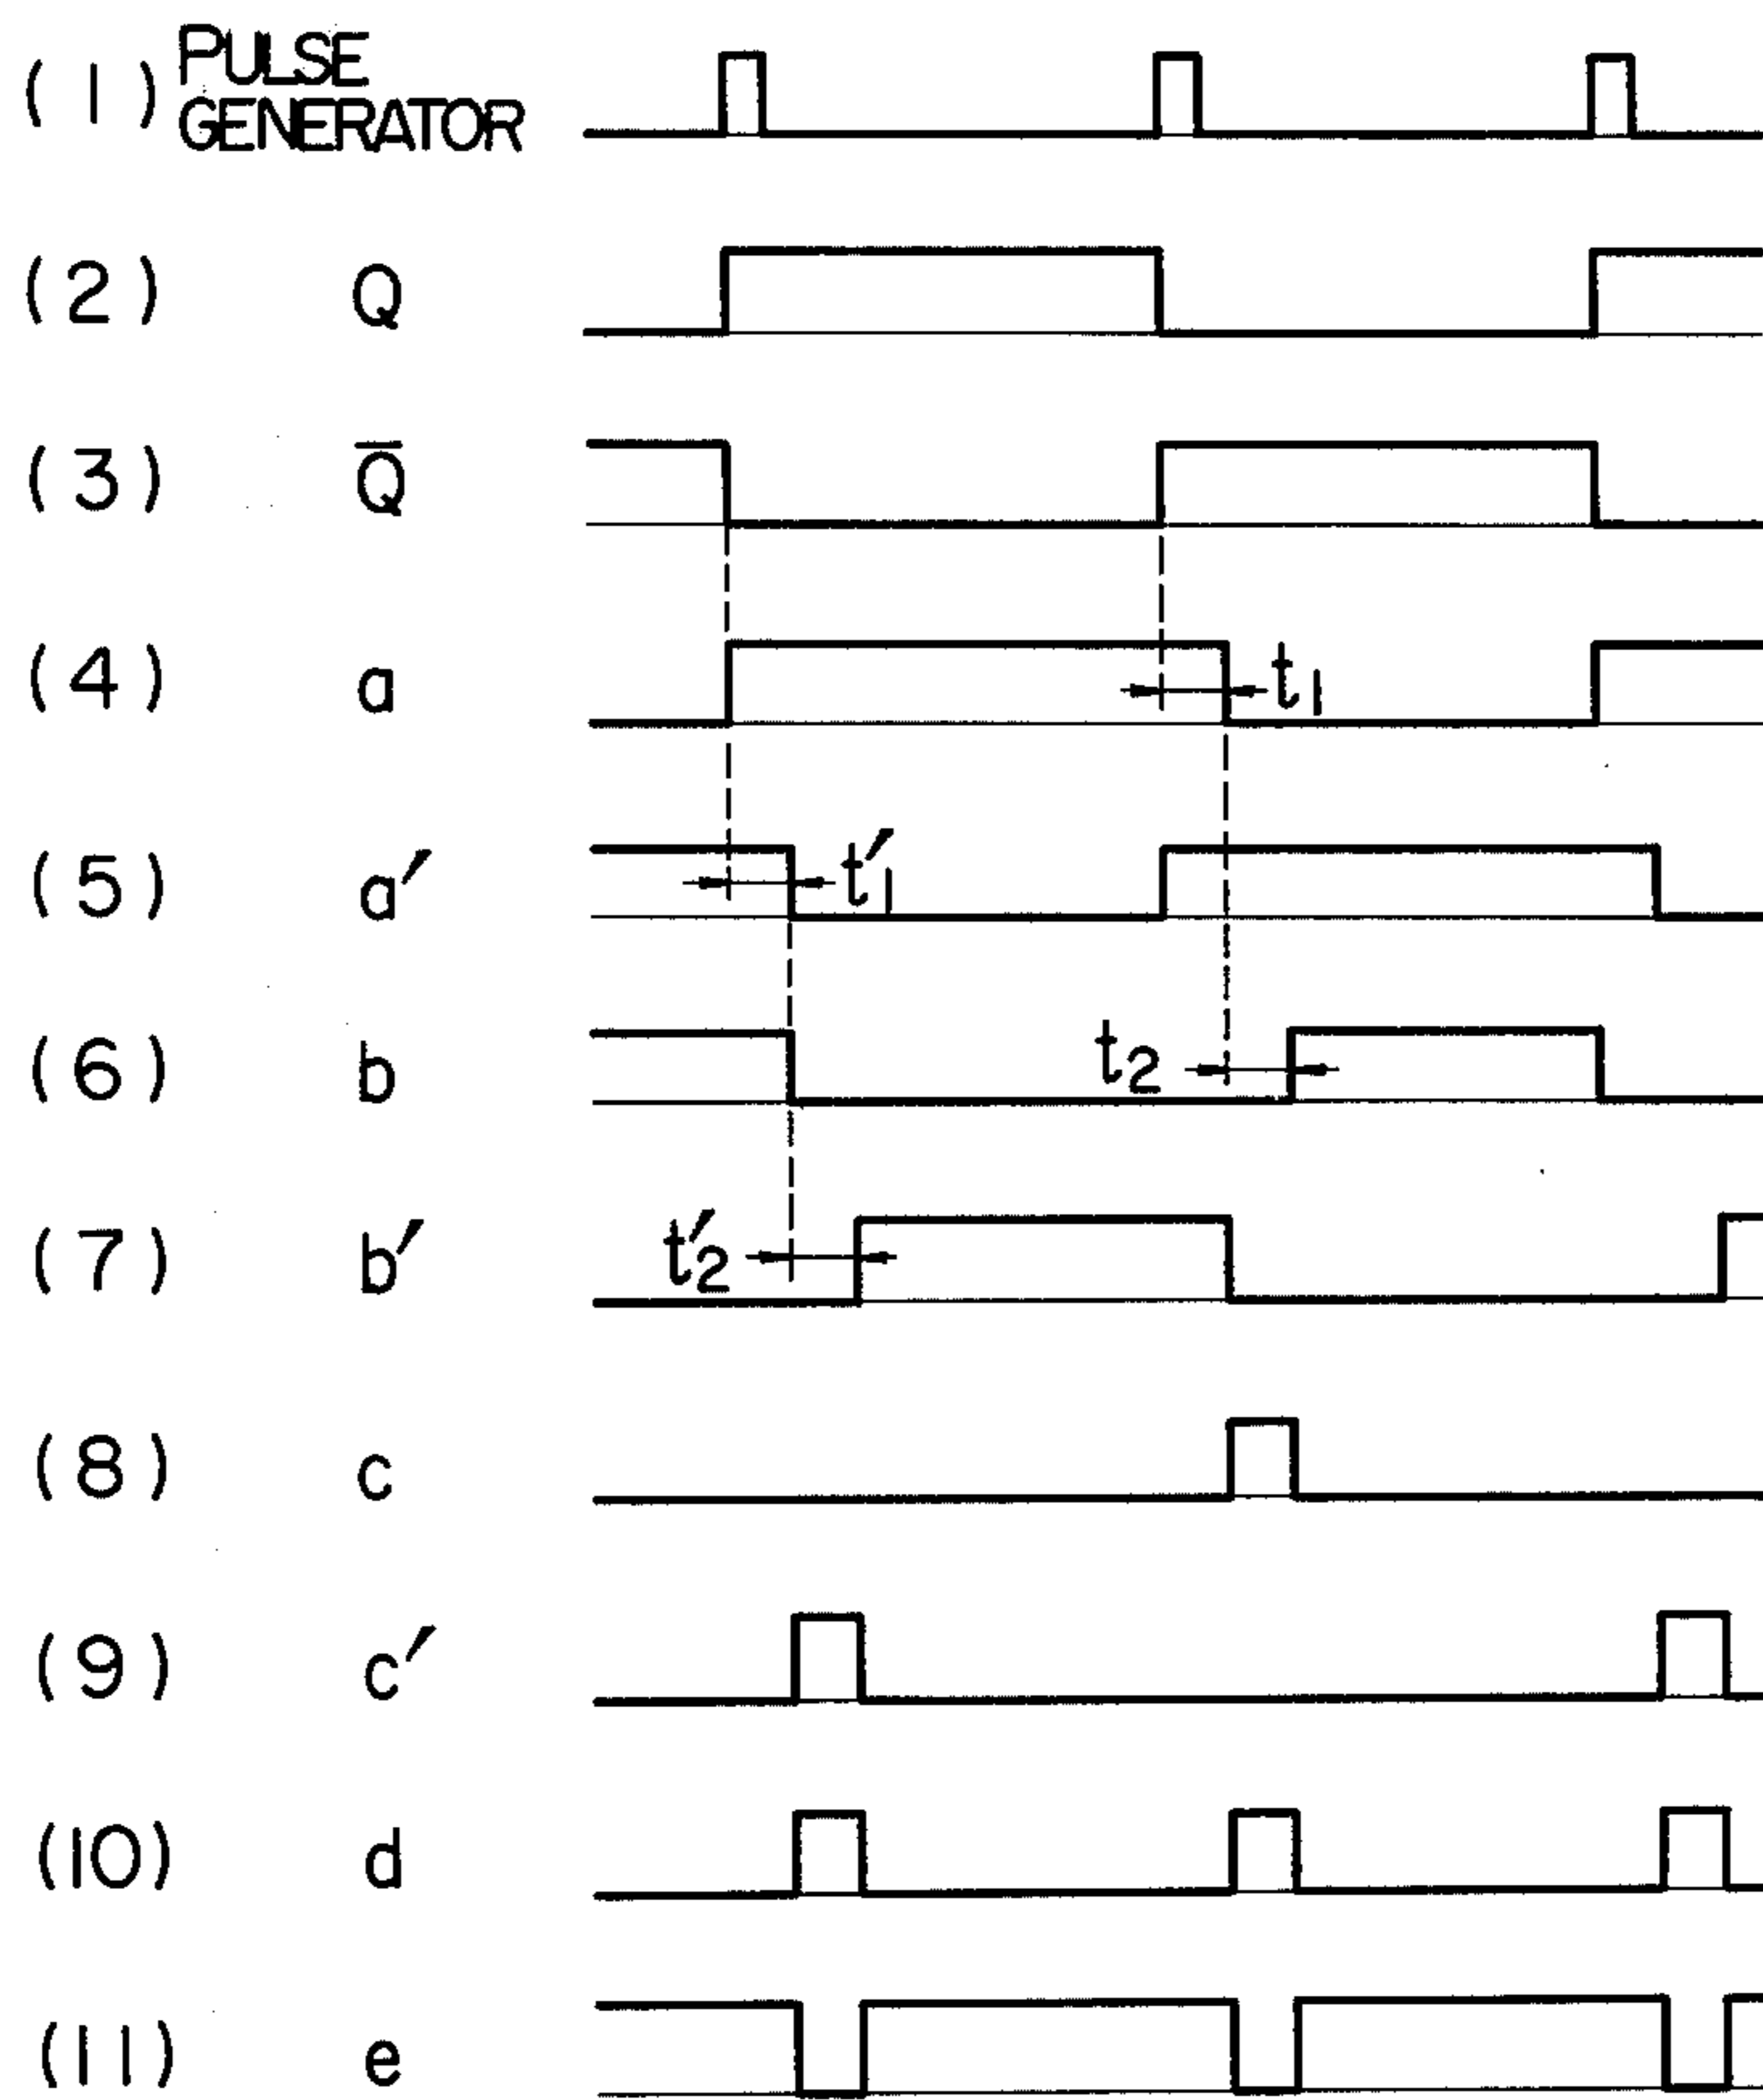 (1) PULSE
GENERATOR
(2) Q
(3) Q̅
(4) a t₁
(5) a′ t′₁
(6) b t₂
(7) b′ t′₂
(8) c
(9) c′
(10) d
(11) e